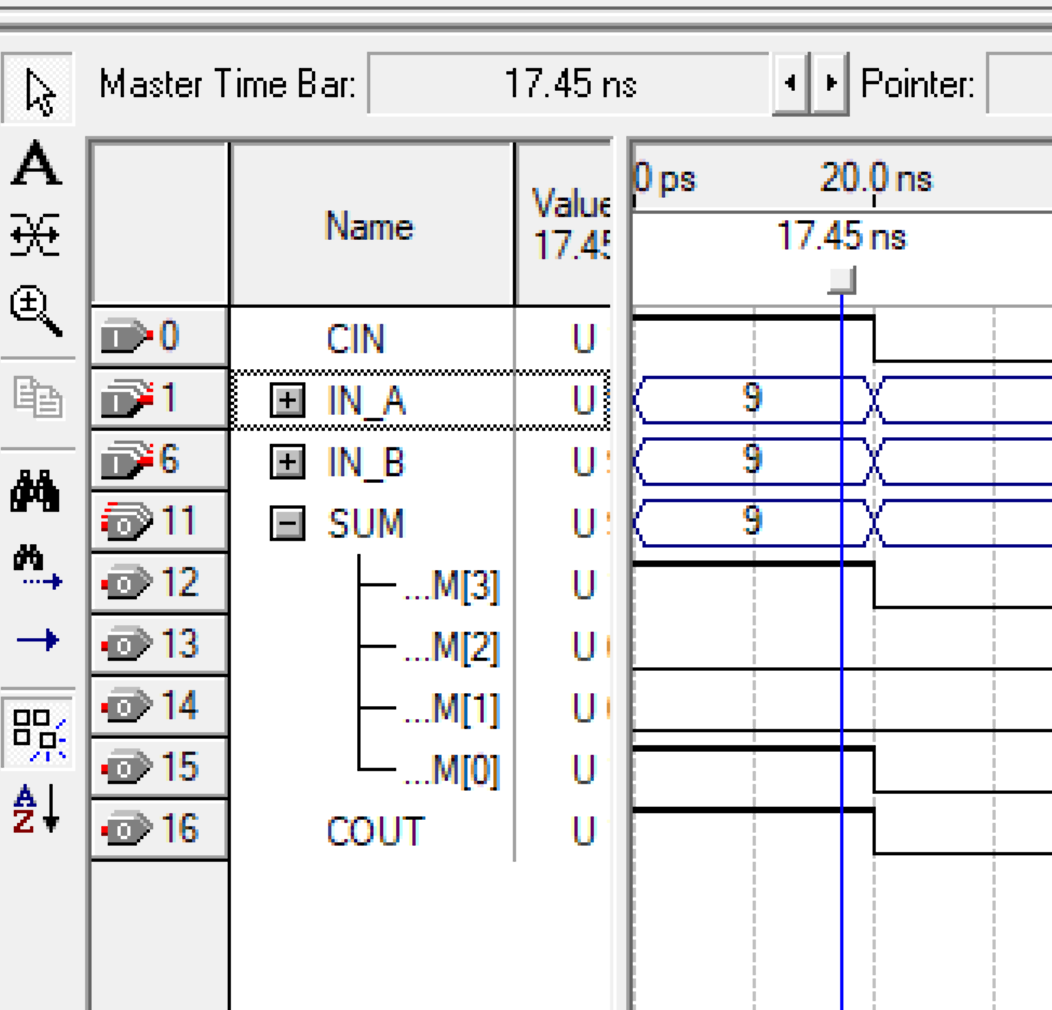 Master Time Bar: 17.45 ns Pointer:
Name
Value
17.45
0 ps 20.0 ns
17.45 ns
0 CIN U
1 IN_A U 9
6 IN_B U 9
11 SUM U 9
12 ...M[3] U
13 ...M[2] U
14 ...M[1] U
15 ...M[0] U
16 COUT U